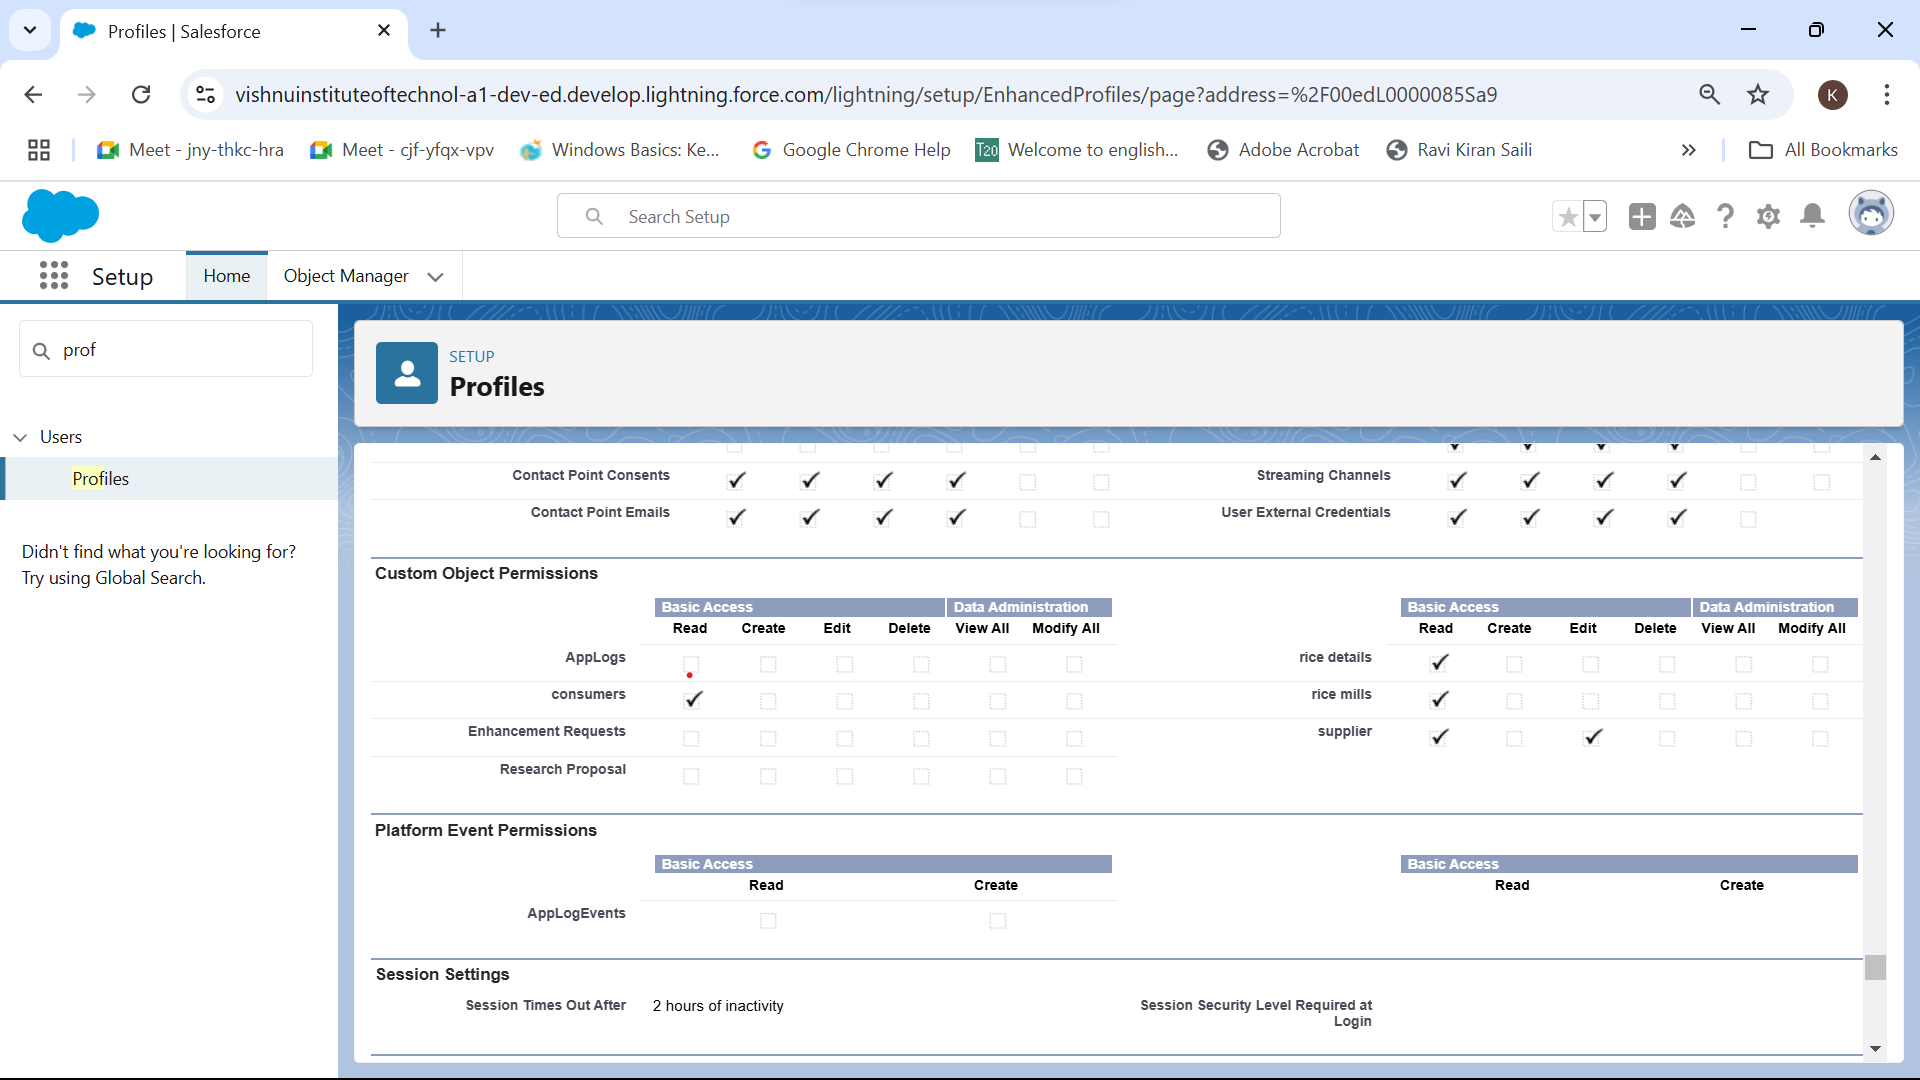 Profiles | Salesforce
vishnuinstituteoftechnol-a1-dev-ed.develop.lightning.force.com/lightning/setup/EnhancedProfiles/page?address=%2F00edL0000085Sa9
K
Meet - jny-thkc-hra
Meet - cjf-yfqx-vpv
Windows Basics: Ke...
Google Chrome Help
T20 Welcome to english...
Adobe Acrobat
Ravi Kiran Saili
All Bookmarks
Search Setup
Setup
Home
Object Manager
prof
Users
Profiles
Didn't find what you're looking for?
Try using Global Search.
SETUP
Profiles
Contact Point Consents
Streaming Channels
Contact Point Emails
User External Credentials
Custom Object Permissions
Basic Access Data Administration
Read Create Edit Delete View All Modify All
AppLogs
consumers
Enhancement Requests
Research Proposal
Basic Access Data Administration
Read Create Edit Delete View All Modify All
rice details
rice mills
supplier
Platform Event Permissions
Basic Access
Read Create
AppLogEvents
Basic Access
Read Create
Session Settings
Session Times Out After 2 hours of inactivity
Session Security Level Required at
Login